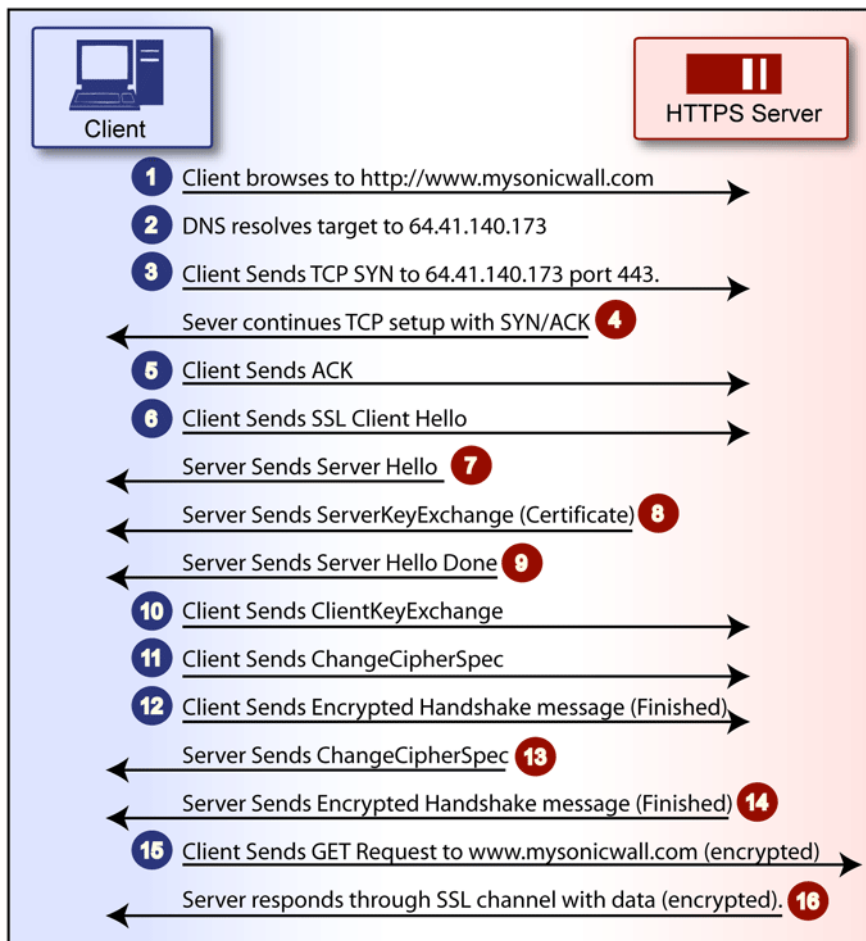 Client
HTTPS Server
1 Client browses to http://www.mysonicwall.com
2 DNS resolves target to 64.41.140.173
3 Client Sends TCP SYN to 64.41.140.173 port 443.
Sever continues TCP setup with SYN/ACK 4
5 Client Sends ACK
6 Client Sends SSL Client Hello
Server Sends Server Hello 7
Server Sends ServerKeyExchange (Certificate) 8
Server Sends Server Hello Done 9
10 Client Sends ClientKeyExchange
11 Client Sends ChangeCipherSpec
12 Client Sends Encrypted Handshake message (Finished)
Server Sends ChangeCipherSpec 13
Server Sends Encrypted Handshake message (Finished) 14
15 Client Sends GET Request to www.mysonicwall.com (encrypted)
Server responds through SSL channel with data (encrypted). 16